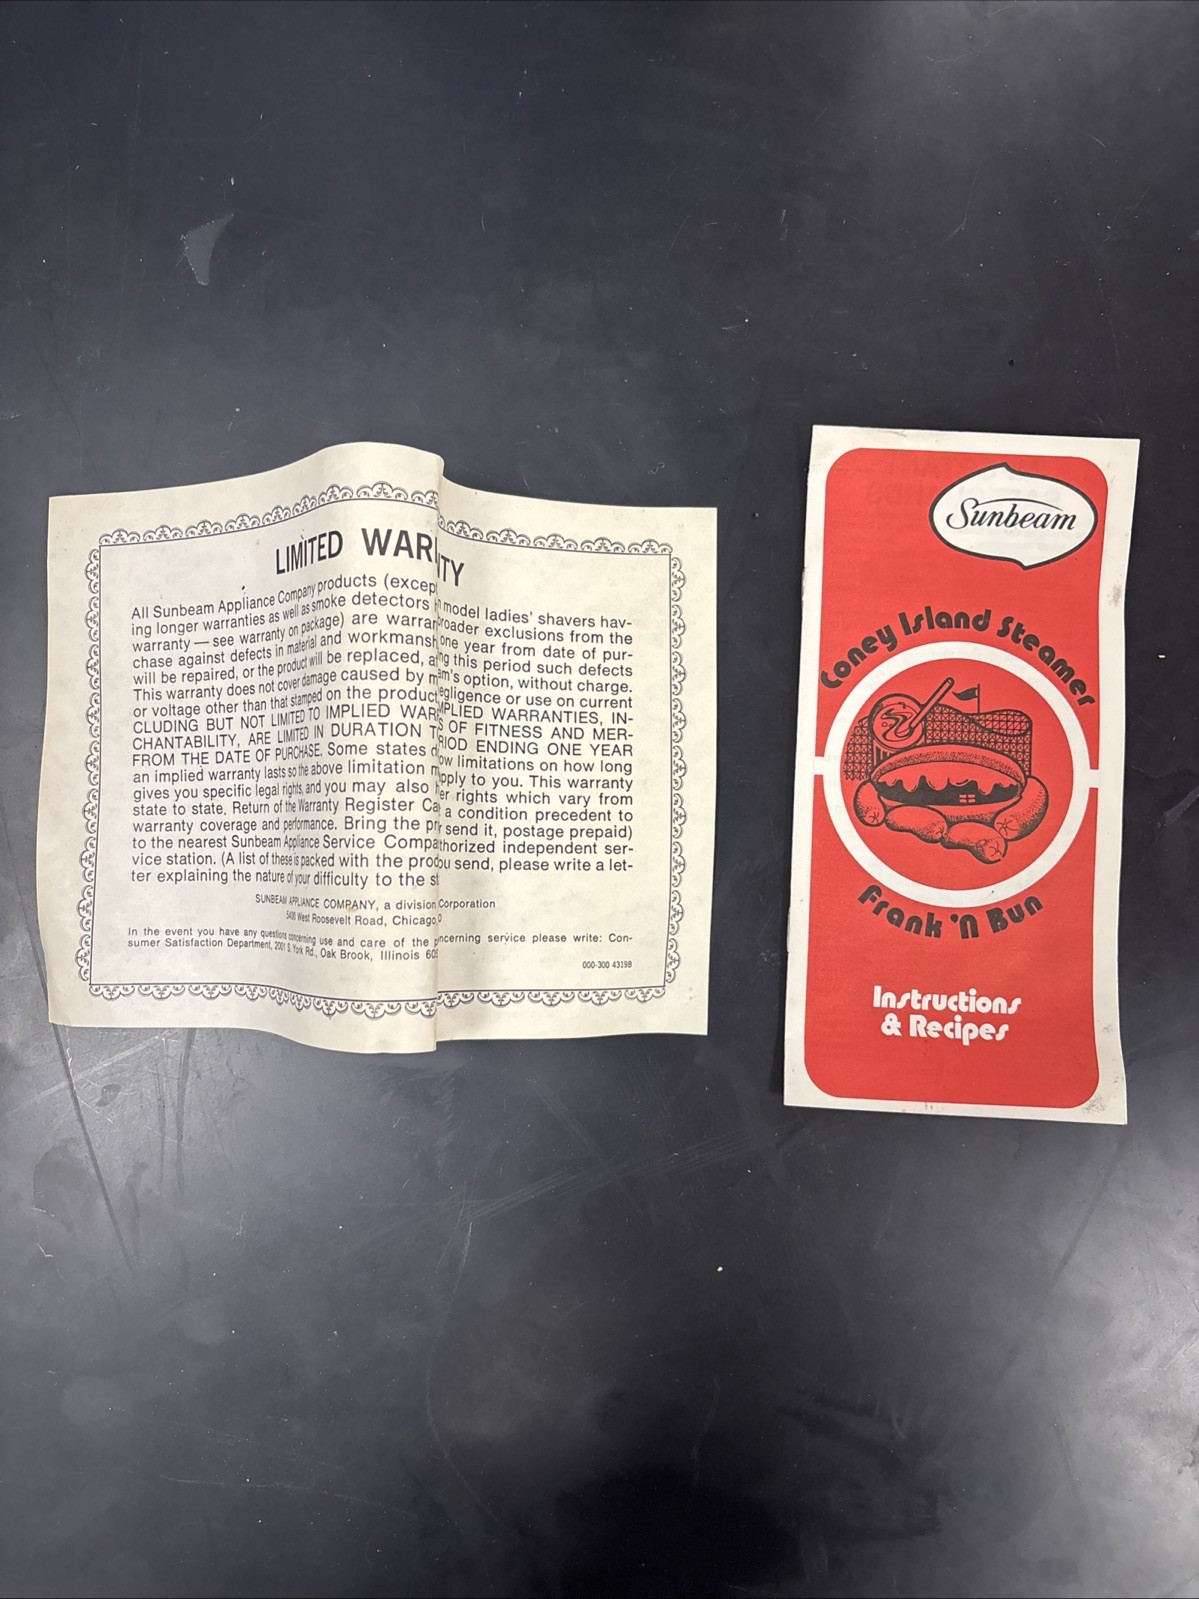 LIMITED WAR TY
All Sunbeam Appliance Company products (excep model ladies' shavers hav-
ing longer warranties as well as smoke detectors broader exclusions from the
warranty — see warranty on package) are warran one year from date of pur-
chase against defects in material and workmansh ng this period such defects
will be repaired, or the product will be replaced, a am's option, without charge.
This warranty does not cover damage caused by egligence or use on current
or voltage other than that stamped on the product MPLIED WARRANTIES, IN-
CLUDING BUT NOT LIMITED TO IMPLIED WAR S OF FITNESS AND MER-
CHANTABILITY, ARE LIMITED IN DURATION T RIOD ENDING ONE YEAR
FROM THE DATE OF PURCHASE. Some states ow limitations on how long
an implied warranty lasts so the above limitation m pply to you. This warranty
gives you specific legal rights, and you may also er rights which vary from
state to state. Return of the Warranty Register Ca a condition precedent to
warranty coverage and performance. Bring the pr send it, postage prepaid)
to the nearest Sunbeam Appliance Service Compa thorized independent ser-
vice station. (A list of these is packed with the prod ou send, please write a let-
ter explaining the nature of your difficulty to the st
SUNBEAM APPLIANCE COMPANY, a division Corporation
5400 West Roosevelt Road, Chicago,
In the event you have any questions concerning use and care of the ncerning service please write: Con-
sumer Satisfaction Department, 2001 S. York Rd., Oak Brook, Illinois 60
000-300 43198
Sunbeam
Coney Island Steamer
Frank 'N Bun
Instructions
& Recipes